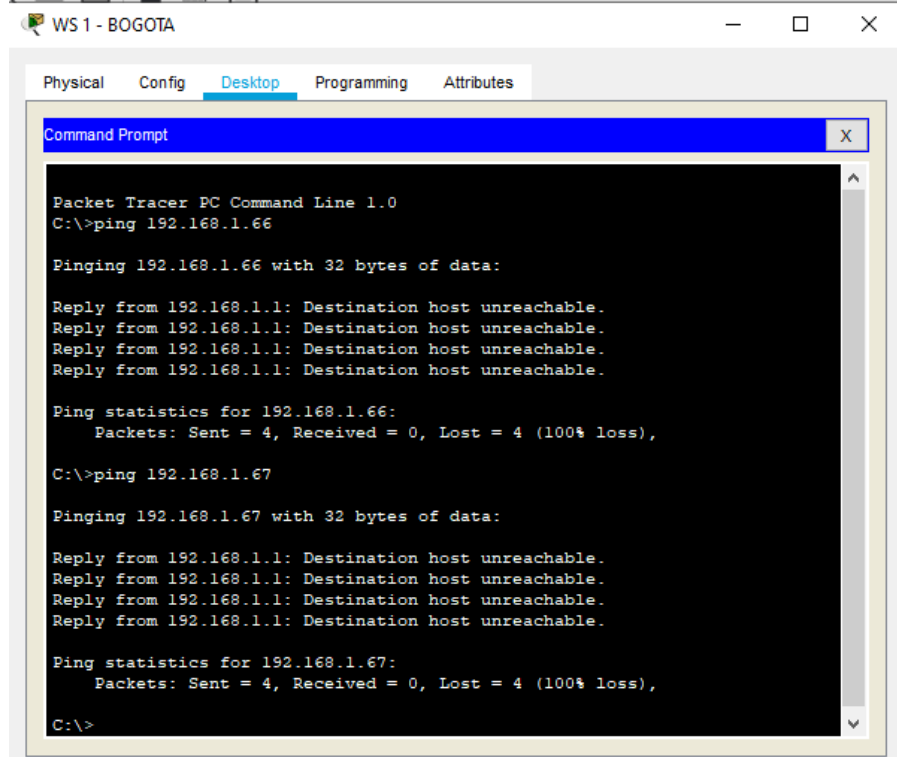 WS 1 - BOGOTA
Physical Config Desktop Programming Attributes
Command Prompt
X
Packet Tracer PC Command Line 1.0
C:\>ping 192.168.1.66
Pinging 192.168.1.66 with 32 bytes of data:
Reply from 192.168.1.1: Destination host unreachable.
Reply from 192.168.1.1: Destination host unreachable.
Reply from 192.168.1.1: Destination host unreachable.
Reply from 192.168.1.1: Destination host unreachable.
Ping statistics for 192.168.1.66:
Packets: Sent = 4, Received = 0, Lost = 4 (100% loss),
C:\>ping 192.168.1.67
Pinging 192.168.1.67 with 32 bytes of data:
Reply from 192.168.1.1: Destination host unreachable.
Reply from 192.168.1.1: Destination host unreachable.
Reply from 192.168.1.1: Destination host unreachable.
Reply from 192.168.1.1: Destination host unreachable.
Ping statistics for 192.168.1.67:
Packets: Sent = 4, Received = 0, Lost = 4 (100% loss),
C:\>